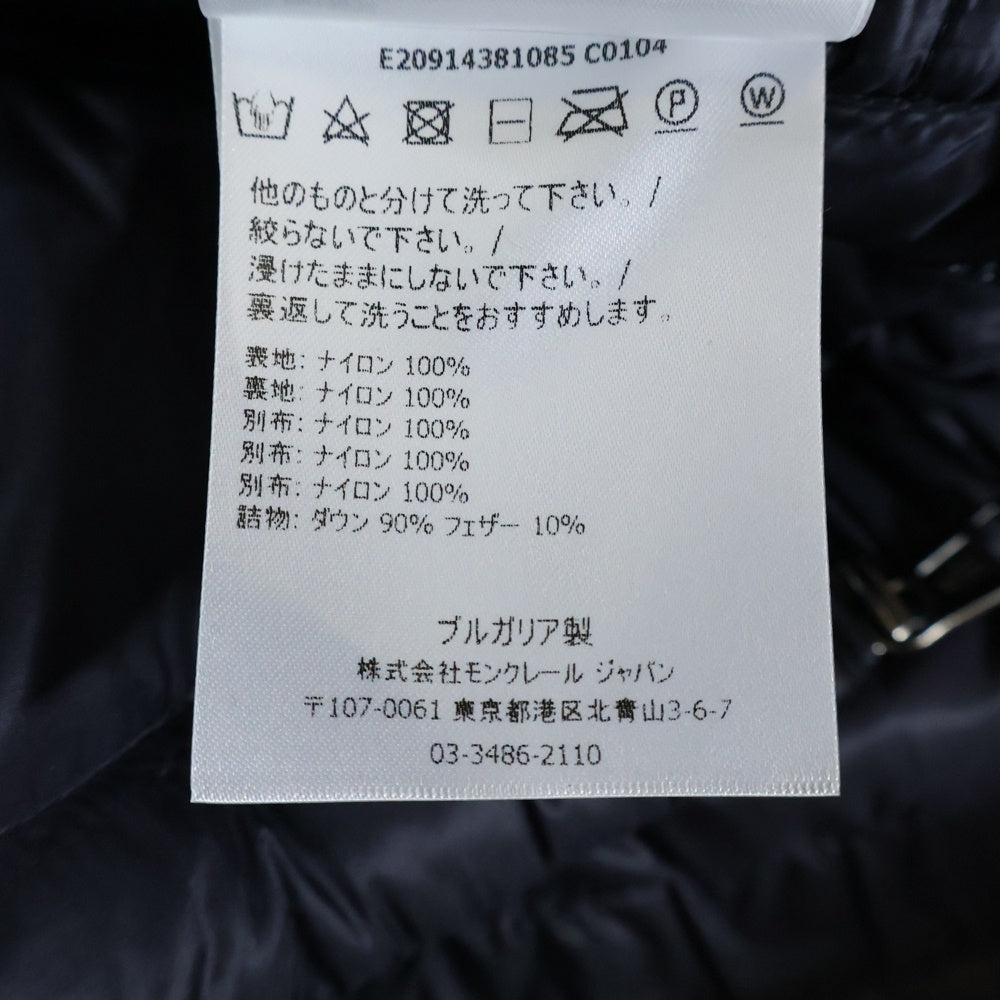 E20914381085 C0104
P W
他のものと分けて洗って下さい。/
絞らないで下さい。/
浸けたままにしないで下さい。/
裏返して洗うことをおすすめします。
表地: ナイロン 100%
裏地: ナイロン 100%
別布: ナイロン 100%
別布: ナイロン 100%
別布: ナイロン 100%
詰物: ダウン 90% フェザー 10%
ブルガリア製
株式会社モンクレール ジャパン
〒107-0061 東京都港区北青山3-6-7
03-3486-2110